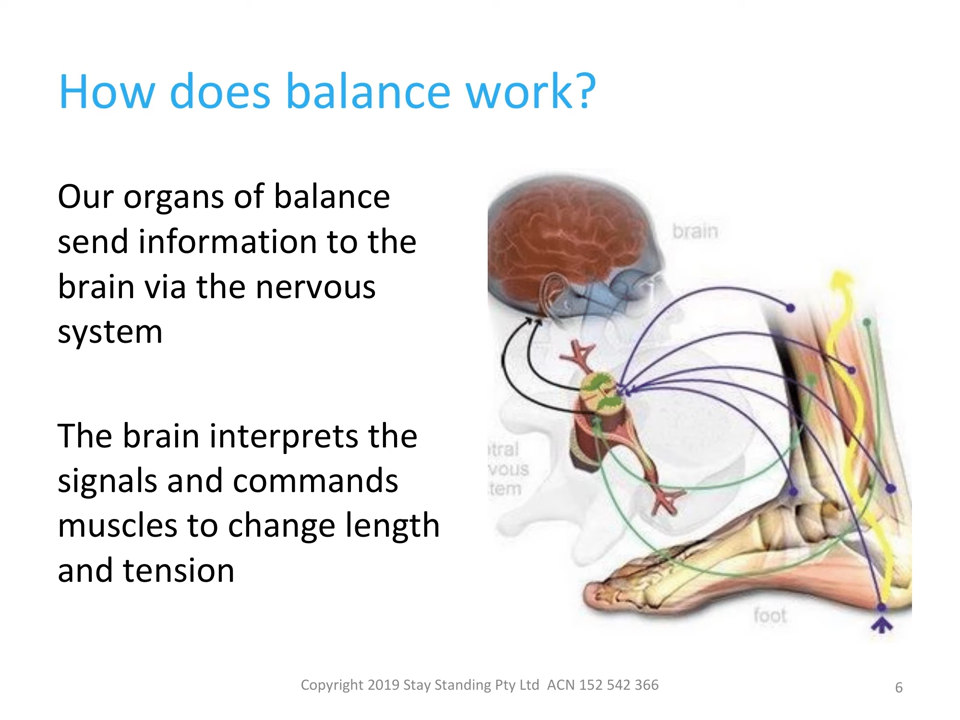 How does balance work?
Our organs of balance
send information to the
brain via the nervous
system
The brain interprets the
signals and commands
muscles to change length
and tension
brain
ntral
vous
tem
foot
Copyright 2019 Stay Standing Pty Ltd ACN 152 542 366
6